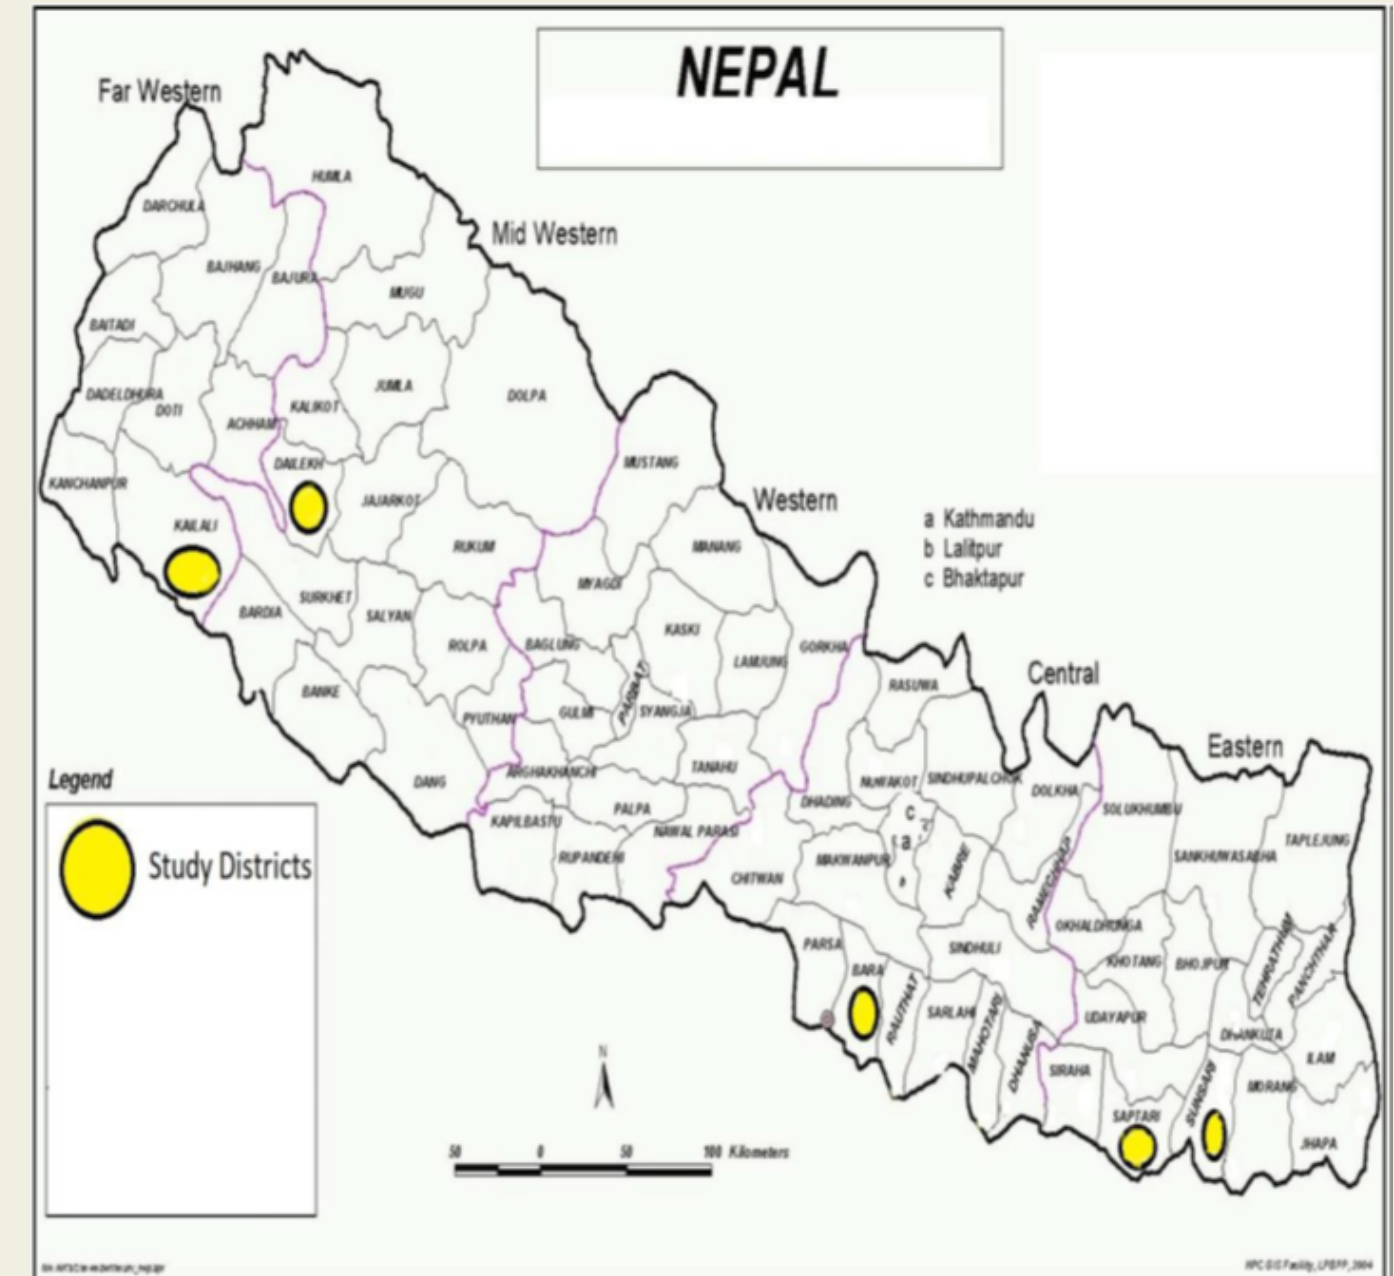 NEPAL
Far Western
HUMLA
DARCHULA
Mid Western
BAJHANG
BAJURA
MUGU
BAITADI
DADELDHURA
DOTI
JUMLA
DOLPA
KALIKOT
ACHHAM
DAILEKH
MUSTANG
KANCHANPUR
JAJARKOT
Western
KAILALI
a Kathmandu
b Lalitpur
c Bhaktapur
RUKUM
MANANG
MYAGDI
SURKHET
BARDIA
SALYAN
KASKI
ROLPA
BAGLUNG
GORKHA
LAMJUNG
Central
RASUWA
BANKE
PARBAT
PYUTHAN
GULMI
SYANGJA
Eastern
TANAHU
ARGHAKHANCHI
DANG
NUWAKOT
SINDHUPALCHOK
DOLKHA
SOLUKHUMBU
DHADING
PALPA
KAPILBASTU
NAWAL PARASI
c
a
TAPLEJUNG
RUPANDEHI
MAKWANPUR
KABRE
SANKHUWASABHA
CHITWAN
RAMECHHAP
OKHALDHUNGA
PARSA
SINDHULI
KHOTANG
BHOJPUR
TEHRATHUM
PANCHTHAR
BARA
RAUTHAT
SARLAHI
MAHOTARI
DHANUSA
UDAYAPUR
DHANKUTA
ILAM
SIRAHA
SUNSARI
MORANG
SAPTARI
JHAPA
Legend
Study Districts
N
50 0 50 100 Kilometers